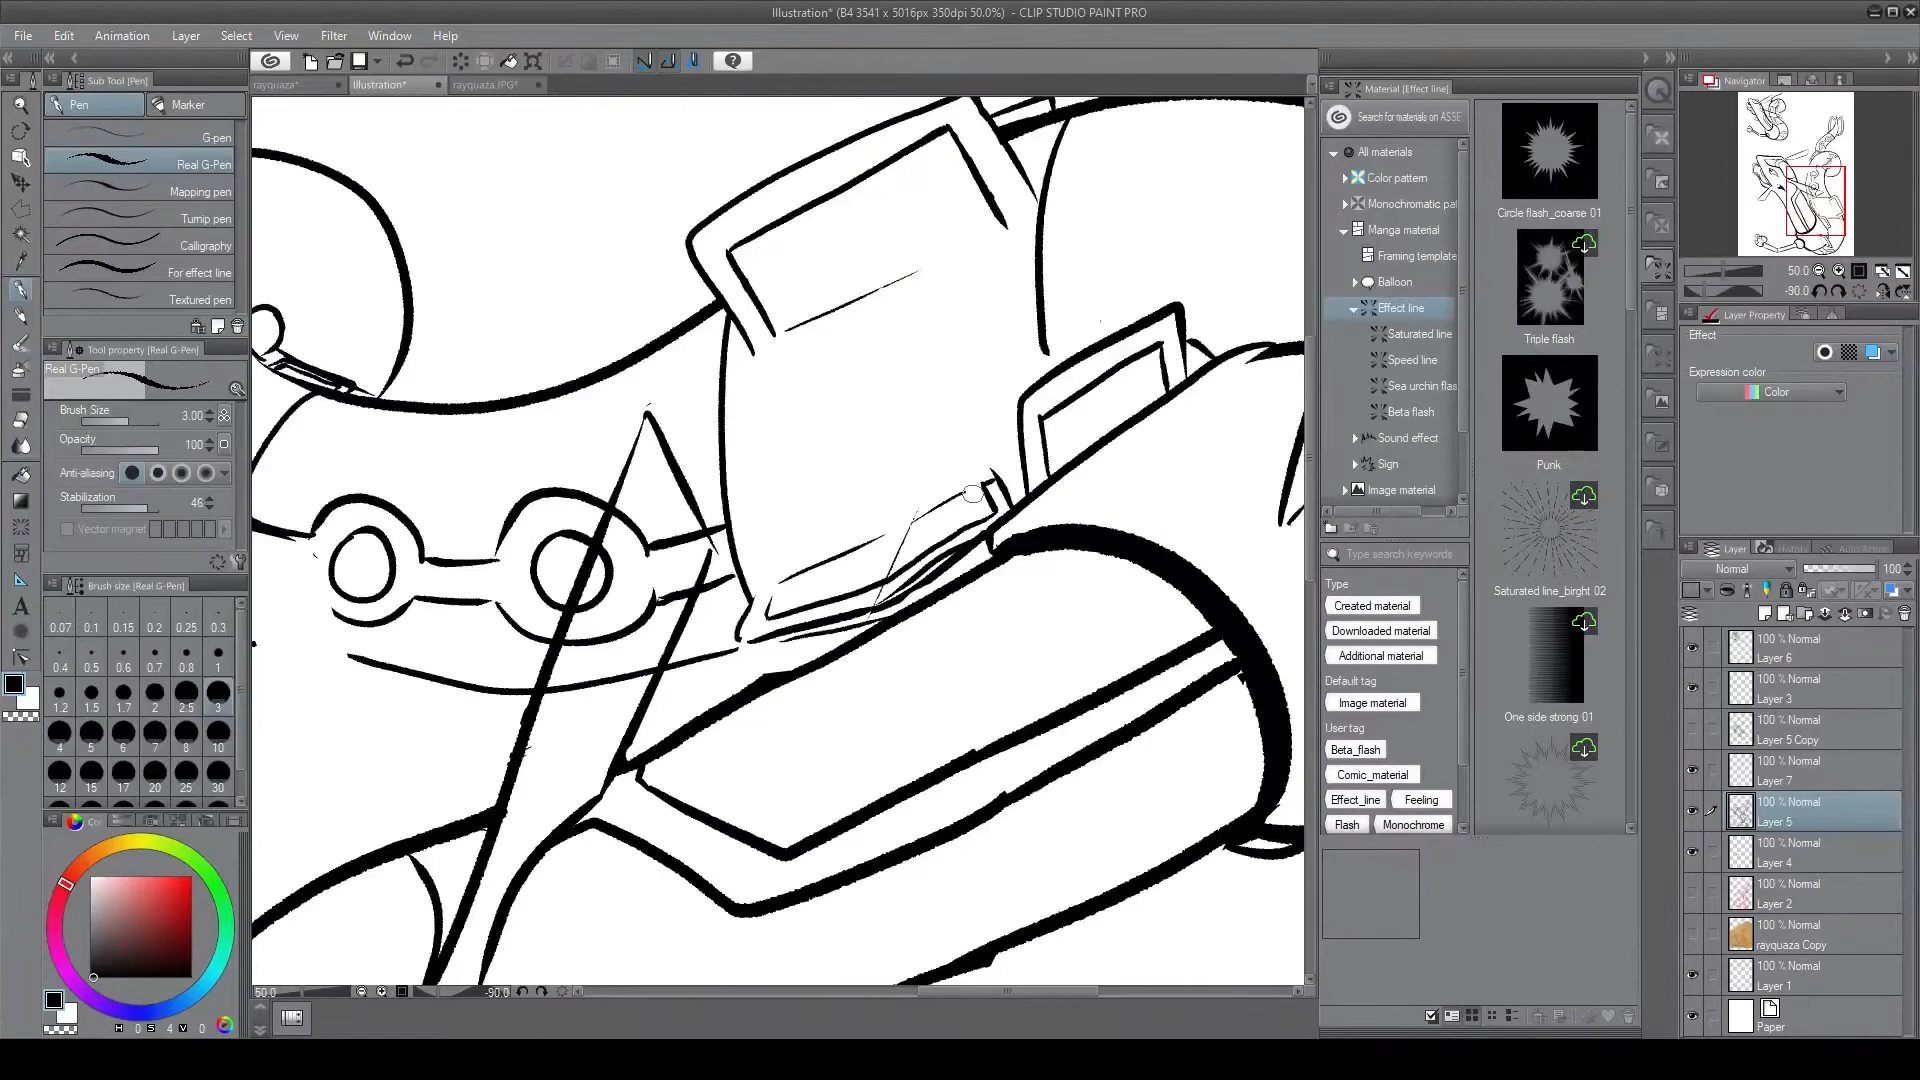 Illustration* (B4 3541 x 5016px 350dpi 50.0%) - CLIP STUDIO PAINT PRO
File Edit Animation Layer Select View Filter Window Help
Sub Tool [Pen]
Pen
Marker
G-pen
Real G-Pen
Mapping pen
Turnip pen
Calligraphy
For effect line
Textured pen
Tool property [Real G-Pen]
Real G-Pen
Brush Size 3.00
Opacity 100
Anti-aliasing
Stabilization 46
Vector magnet
Brush size [Real G-Pen]
0.07 0.1 0.15 0.2 0.25 0.3
0.4 0.5 0.6 0.7 0.8 1
1.2 1.5 1.7 2 2.5 3
4 5 6 7 8 10
12 15 17 20 25 30
Co
H 0 S 4 V 0
rayquaza*
Illustration*
rayquaza.JPG*
50.0
-90.0
Material [Effect line]
Search for materials on ASSE
All materials
Color pattern
Monochromatic pat
Manga material
Framing template
Balloon
Effect line
Saturated line
Speed line
Sea urchin flas
Beta flash
Sound effect
Sign
Image material
Type search keywords
Type
Created material
Downloaded material
Additional material
Default tag
Image material
User tag
Beta_flash
Comic_material
Effect_line Feeling
Flash Monochrome
Circle flash_coarse 01
Triple flash
Punk
Saturated line_birght 02
One side strong 01
Navigator
50.0
-90.0
Layer Property
Effect
Expression color
Color
Layer History Auto Action
Normal 100
100 % Normal
Layer 6
100 % Normal
Layer 3
100 % Normal
Layer 5 Copy
100 % Normal
Layer 7
100 % Normal
Layer 5
100 % Normal
Layer 4
100 % Normal
Layer 2
100 % Normal
rayquaza Copy
100 % Normal
Layer 1
Paper